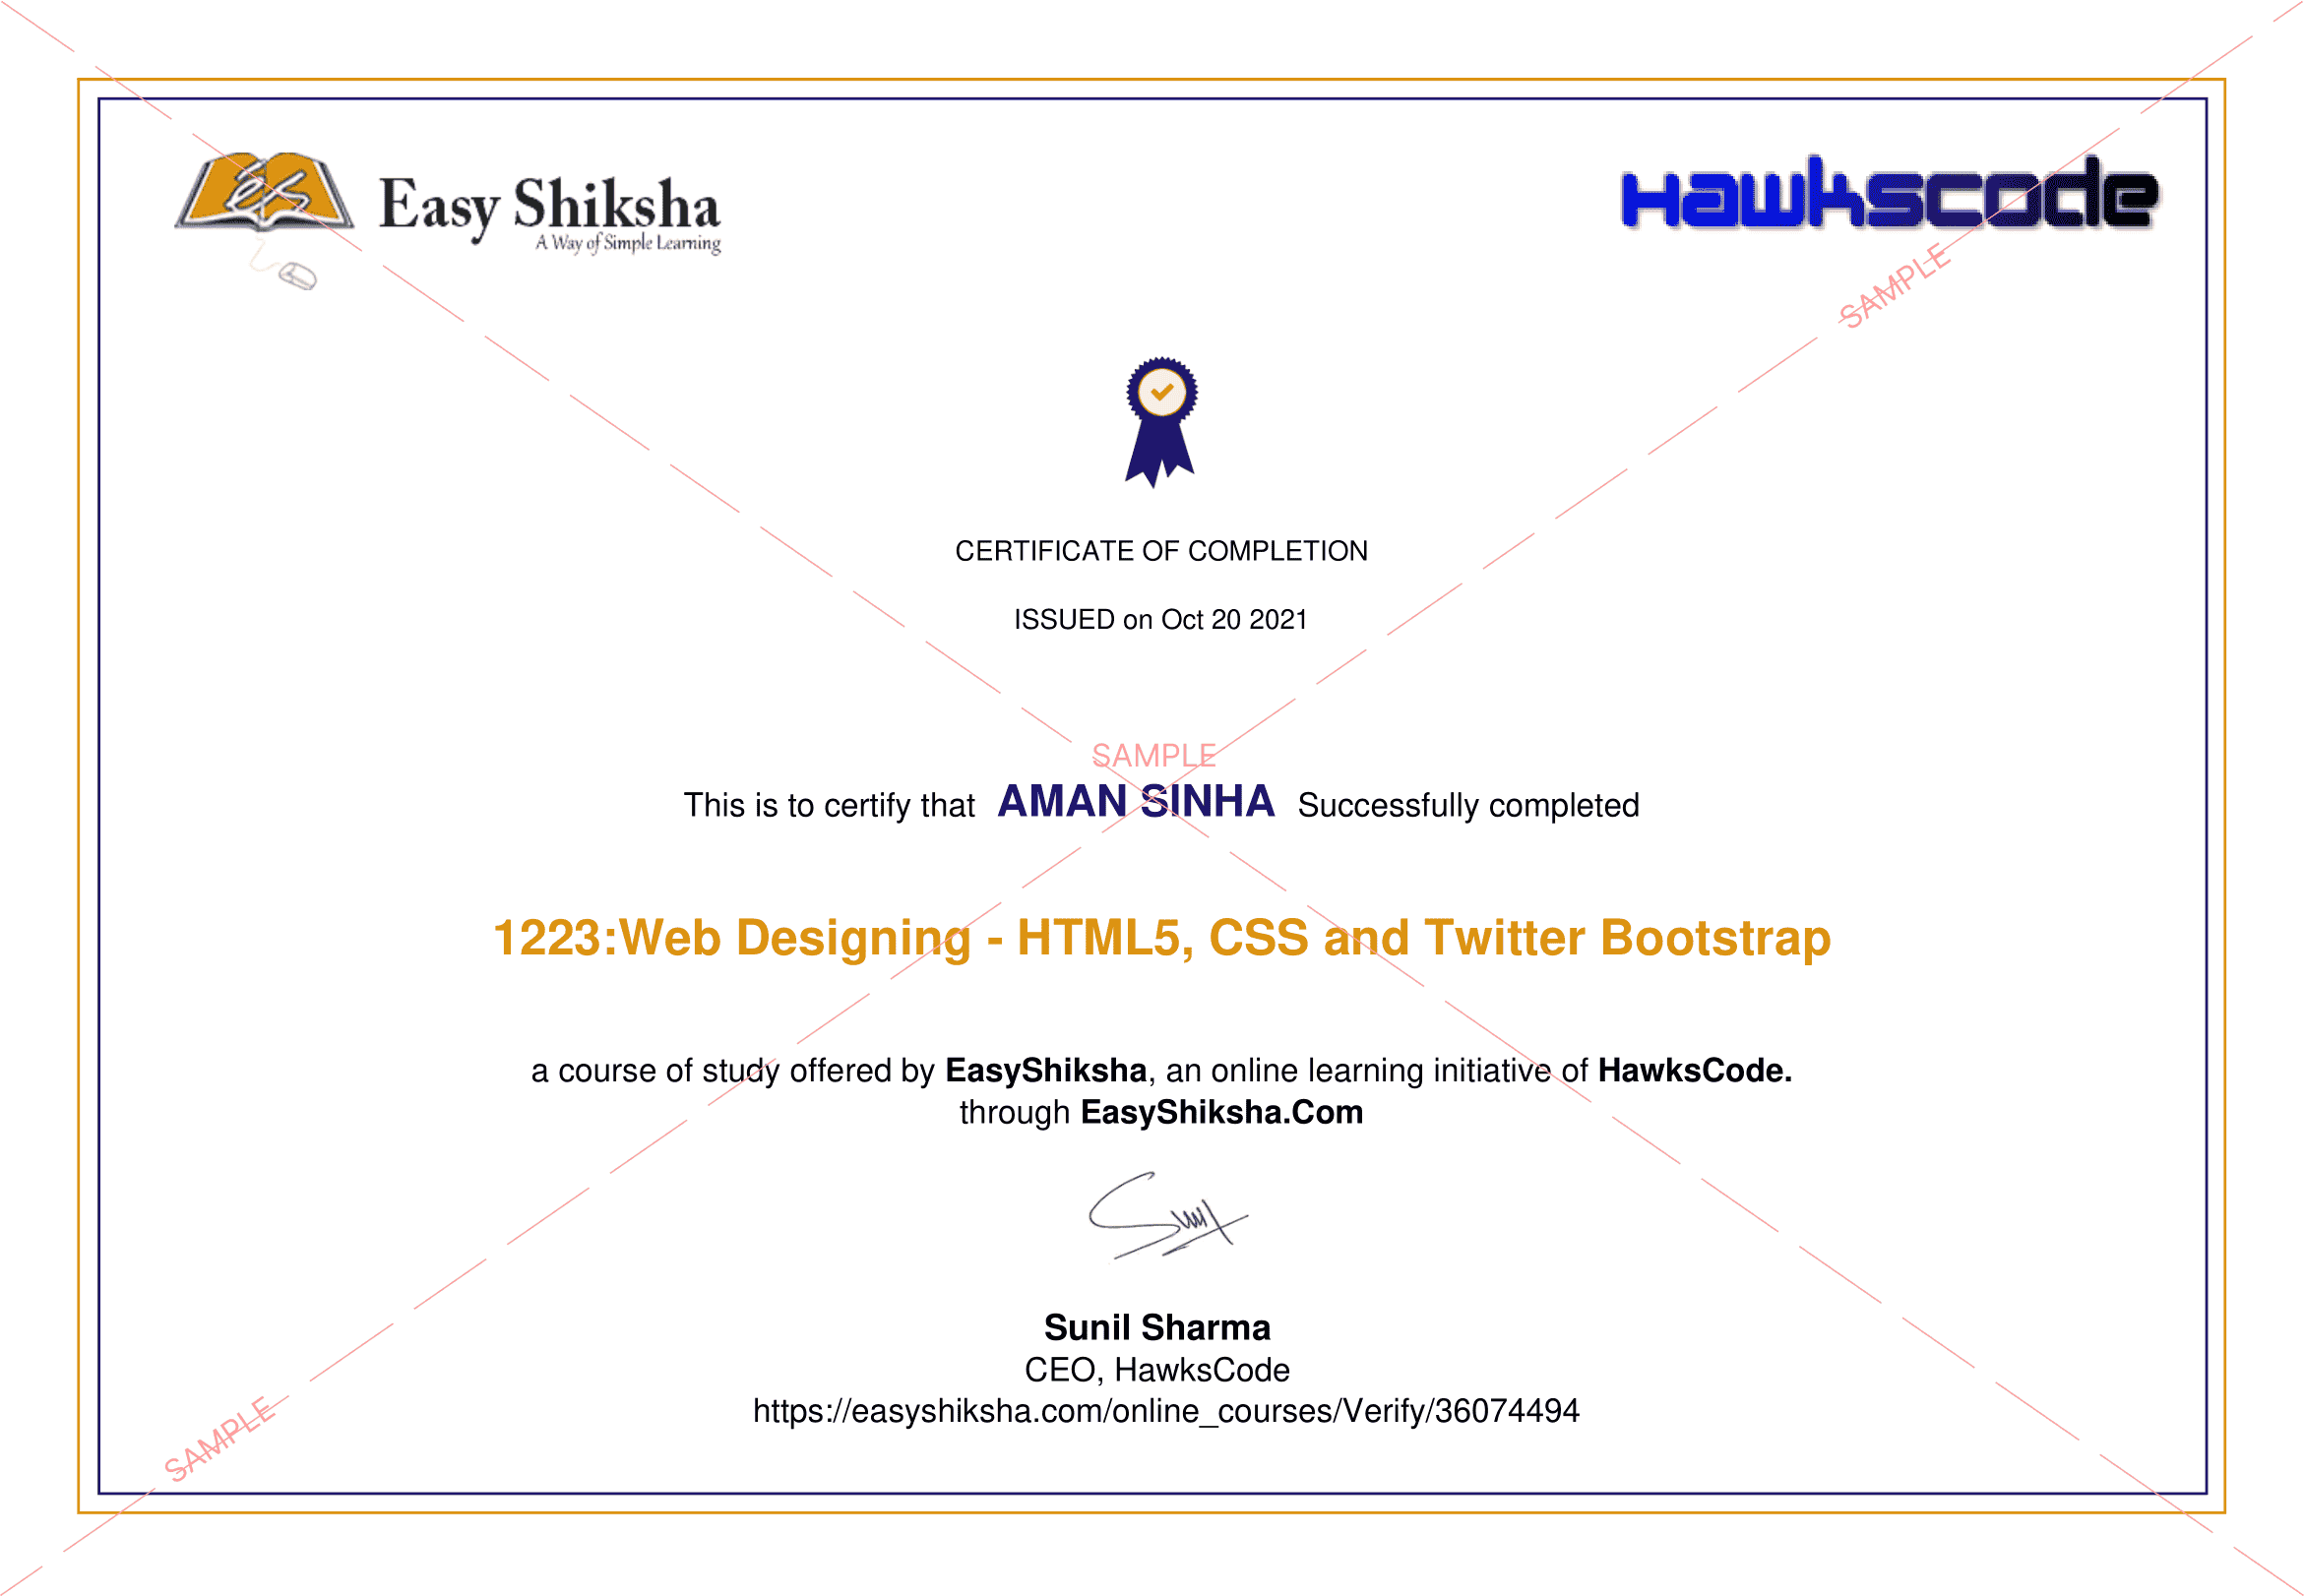 Easy Shiksha
A Way of Simple Learning
Hawkscode
SAMPLE
CERTIFICATE OF COMPLETION
ISSUED on Oct 20 2021
SAMPLE
This is to certify that AMAN SINHA Successfully completed
1223:Web Designing - HTML5, CSS and Twitter Bootstrap
a course of study offered by EasyShiksha, an online learning initiative of HawksCode.
through EasyShiksha.Com
Sunil Sharma
CEO, HawksCode
https://easyshiksha.com/online_courses/Verify/36074494
SAMPLE